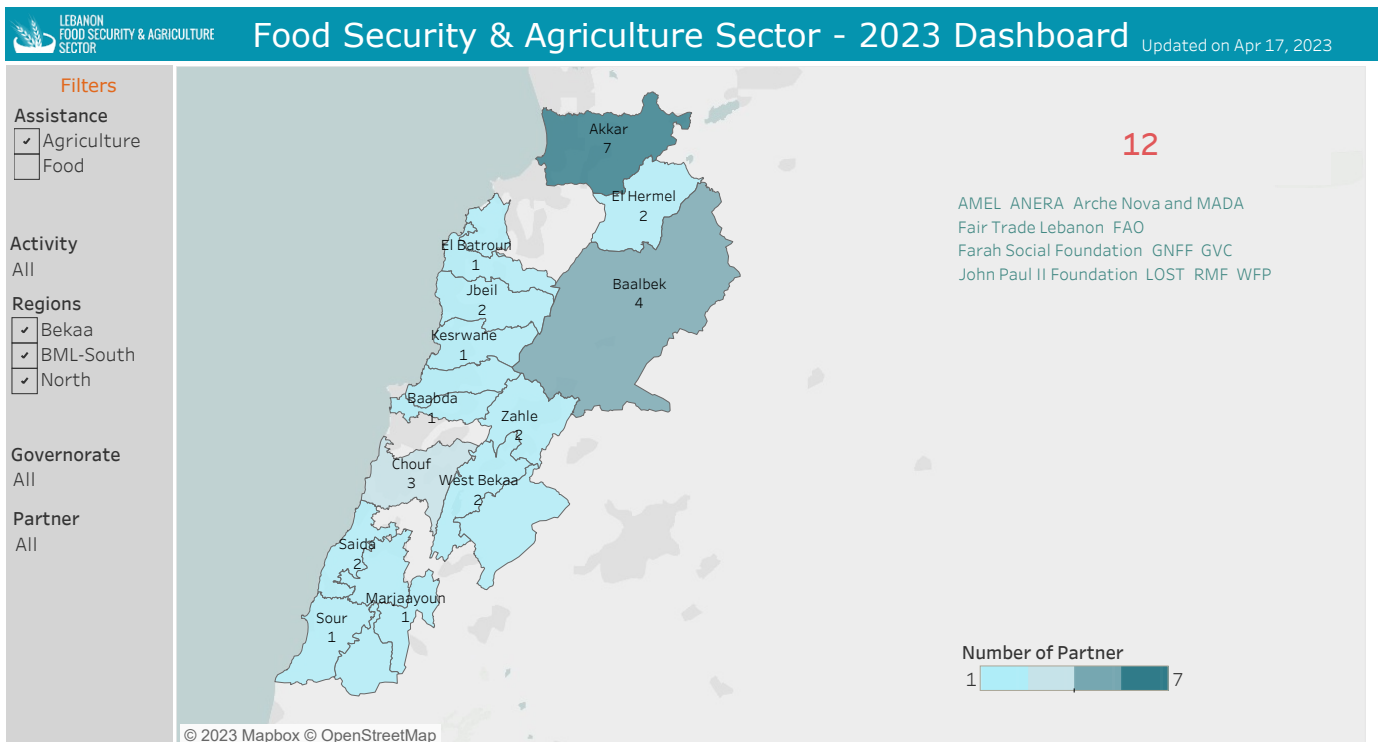 LEBANON
FOOD SECURITY & AGRICULTURE
SECTOR
Food Security & Agriculture Sector - 2023 Dashboard
Updated on Apr 17, 2023
Filters
Assistance
Agriculture
Food
Activity
All
Regions
Bekaa
BML-South
North
Governorate
All
Partner
All
Akkar
7
El Hermel
2
El Batroun
1
Baalbek
4
Jbeil
2
Kesrwane
1
Baabda
1
Zahle
2
Chouf
3
West Bekaa
2
Saida
2
Marjaayoun
1
Sour
1
12
AMEL ANERA Arche Nova and MADA
Fair Trade Lebanon FAO
Farah Social Foundation GNFF GVC
John Paul II Foundation LOST RMF WFP
Number of Partner
1 7
© 2023 Mapbox © OpenStreetMap